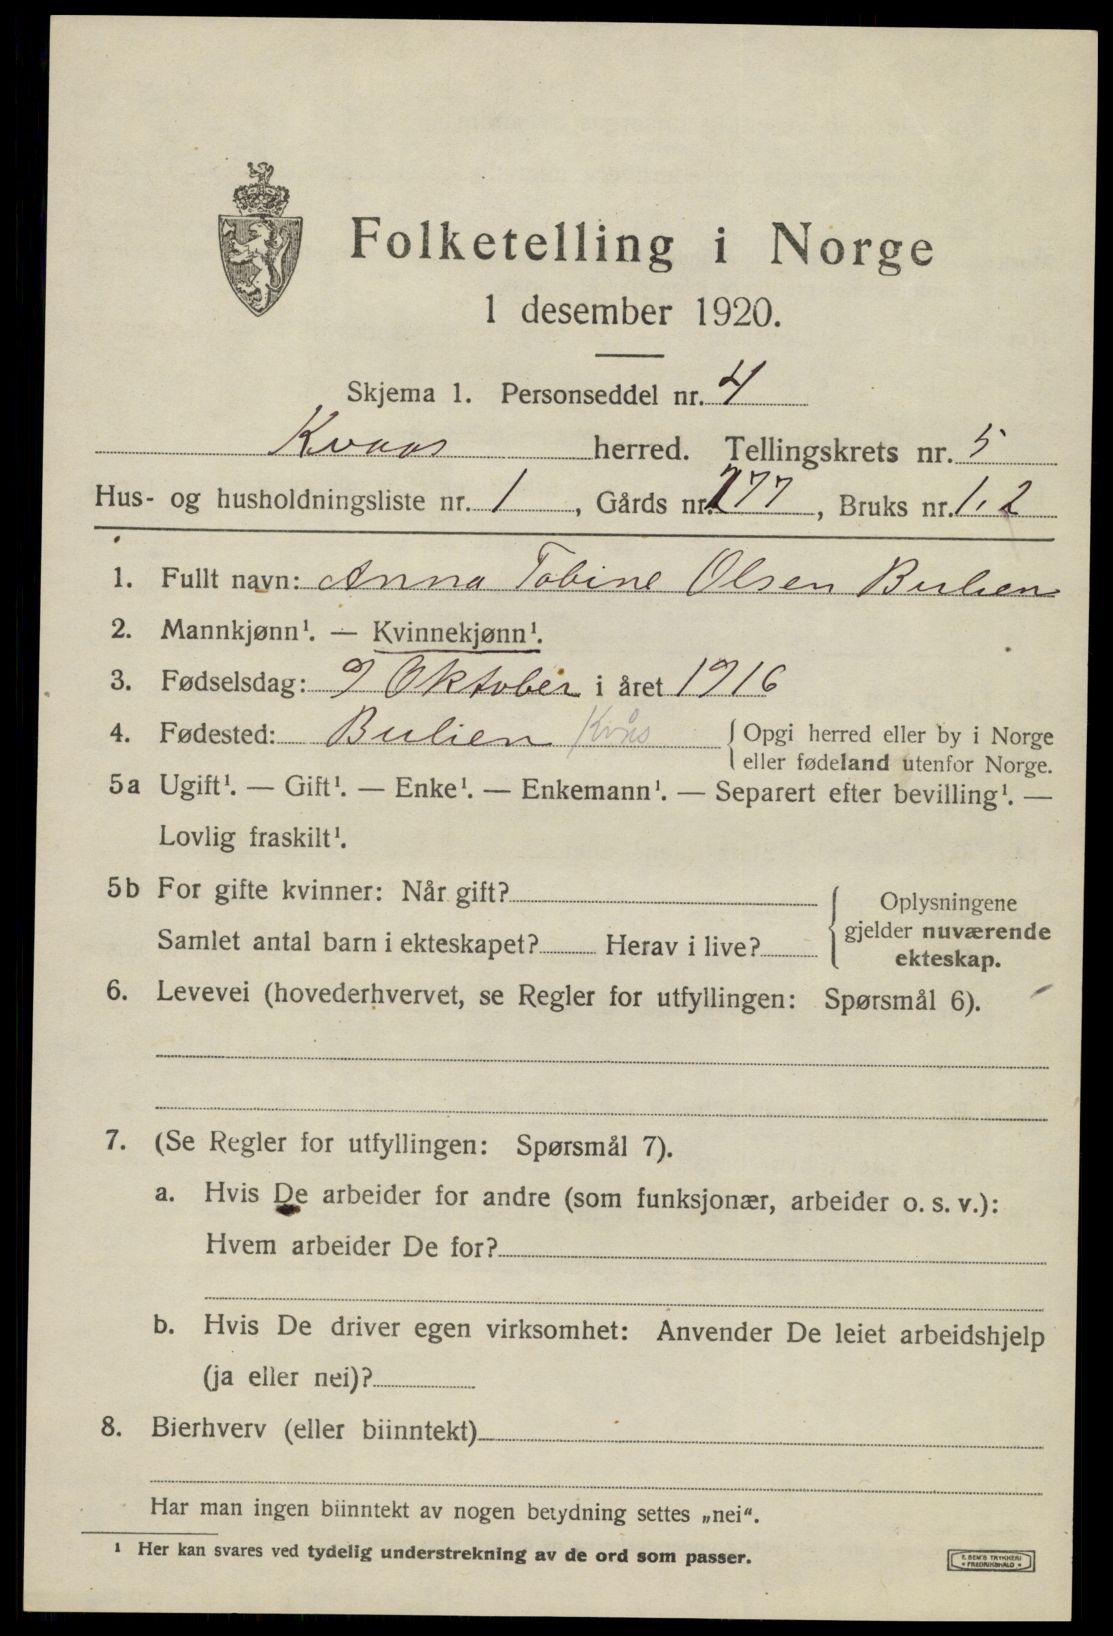 Folketelling i Norge
1 desember 1920.
Skjema 1. Personseddel nr. 4
Kvaas herred. Tellingskrets nr. 5
Hus- og husholdningsliste nr. 1, Gårds nr. 177, Bruks nr. 1,2
1. Fullt navn: Anna Tobine Olsen Bulien
2. Mannkjønn¹. — Kvinnekjønn¹.
3. Fødselsdag: 9 Oktober i året 1916
4. Fødested: Bulien Kvås { Opgi herred eller by i Norge
eller fødeland utenfor Norge.
5a Ugift¹. — Gift¹. — Enke¹. — Enkemann¹. — Separert efter bevilling¹. —
Lovlig fraskilt¹.
5b For gifte kvinner: Når gift?
Samlet antal barn i ekteskapet? Herav i live?
{ Oplysningene
gjelder nuværende
ekteskap.
6. Levevei (hovederhvervet, se Regler for utfyllingen: Spørsmål 6).
7. (Se Regler for utfyllingen: Spørsmål 7).
a. Hvis De arbeider for andre (som funksjonær, arbeider o. s. v.):
Hvem arbeider De for?
b. Hvis De driver egen virksomhet: Anvender De leiet arbeidshjelp
(ja eller nei)?
8. Bierhverv (eller biinntekt)
Har man ingen biinntekt av nogen betydning settes „nei“.
¹ Her kan svares ved tydelig understrekning av de ord som passer.
E. SEM'S TRYKKERI
FREDRIKSHALD